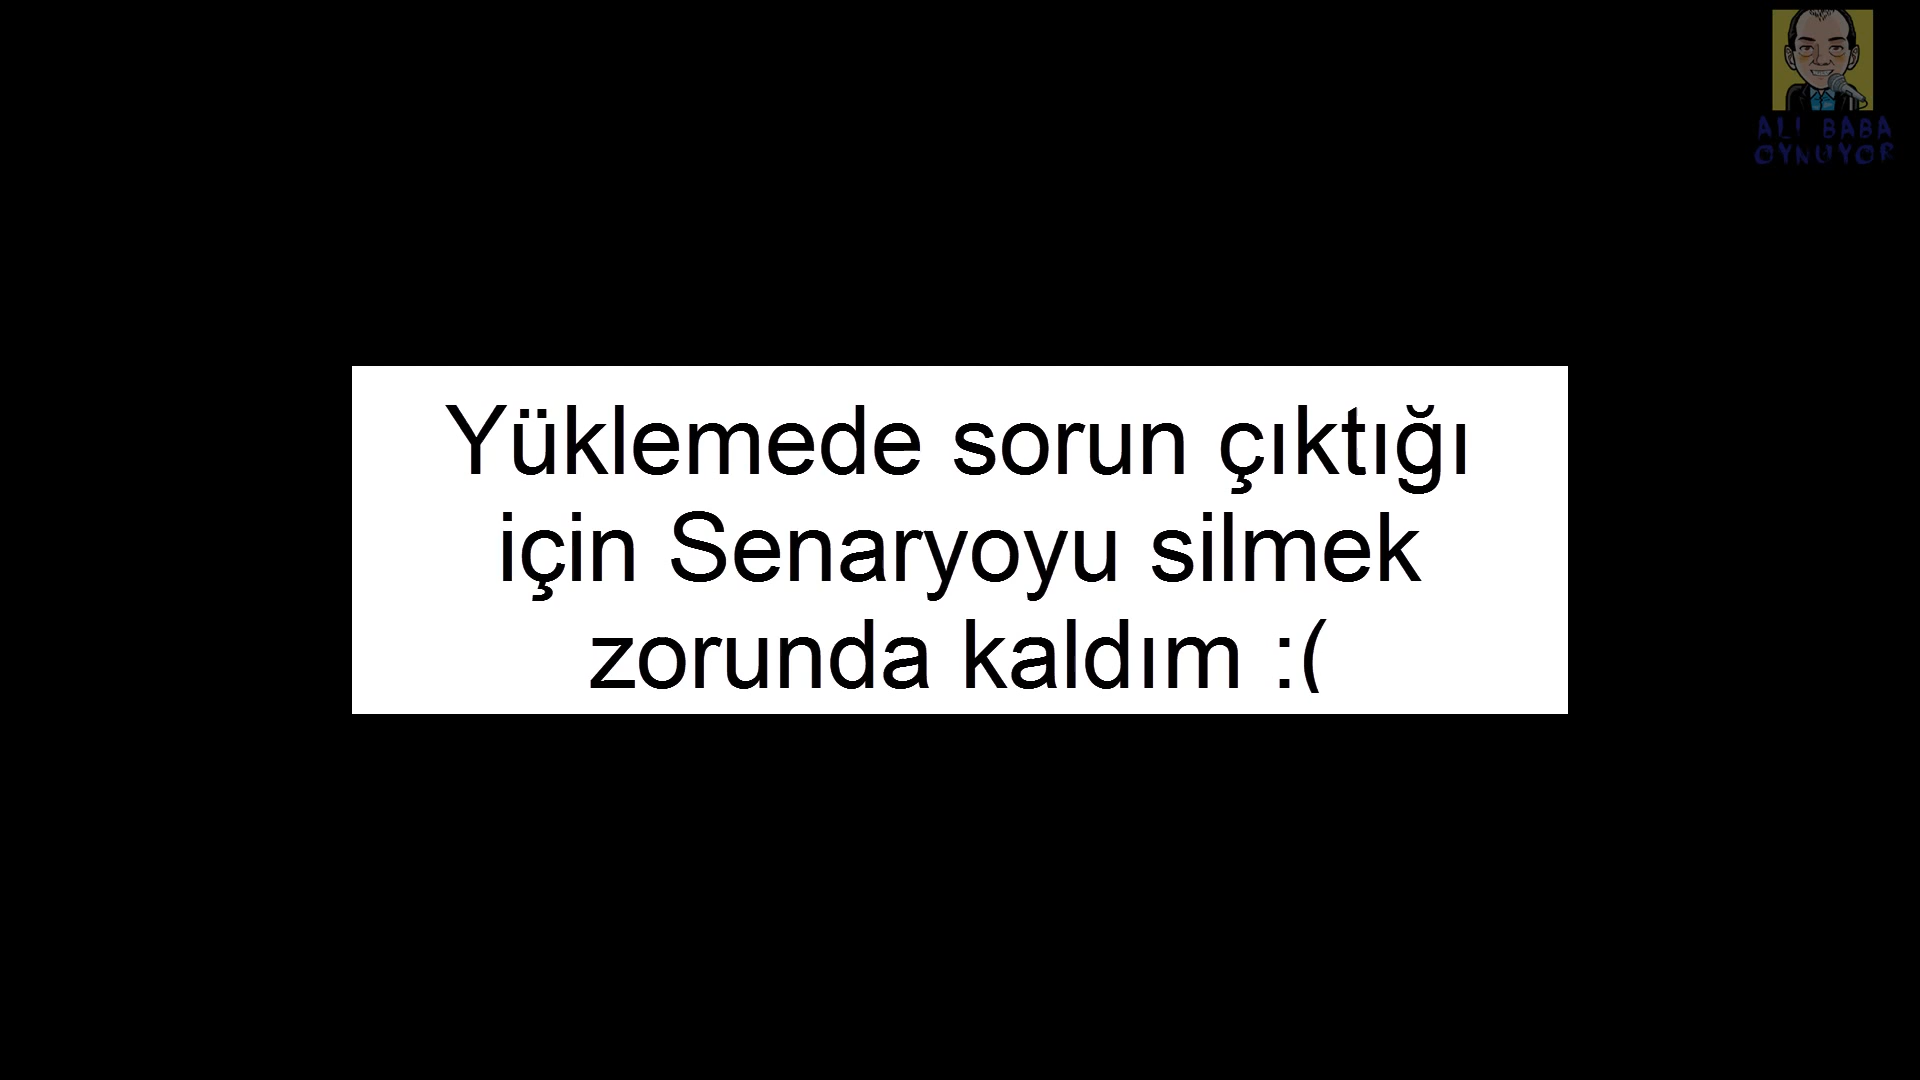 ALI BABA
OYNUYOR
Yüklemede sorun çıktığı
için Senaryoyu silmek
zorunda kaldım :(